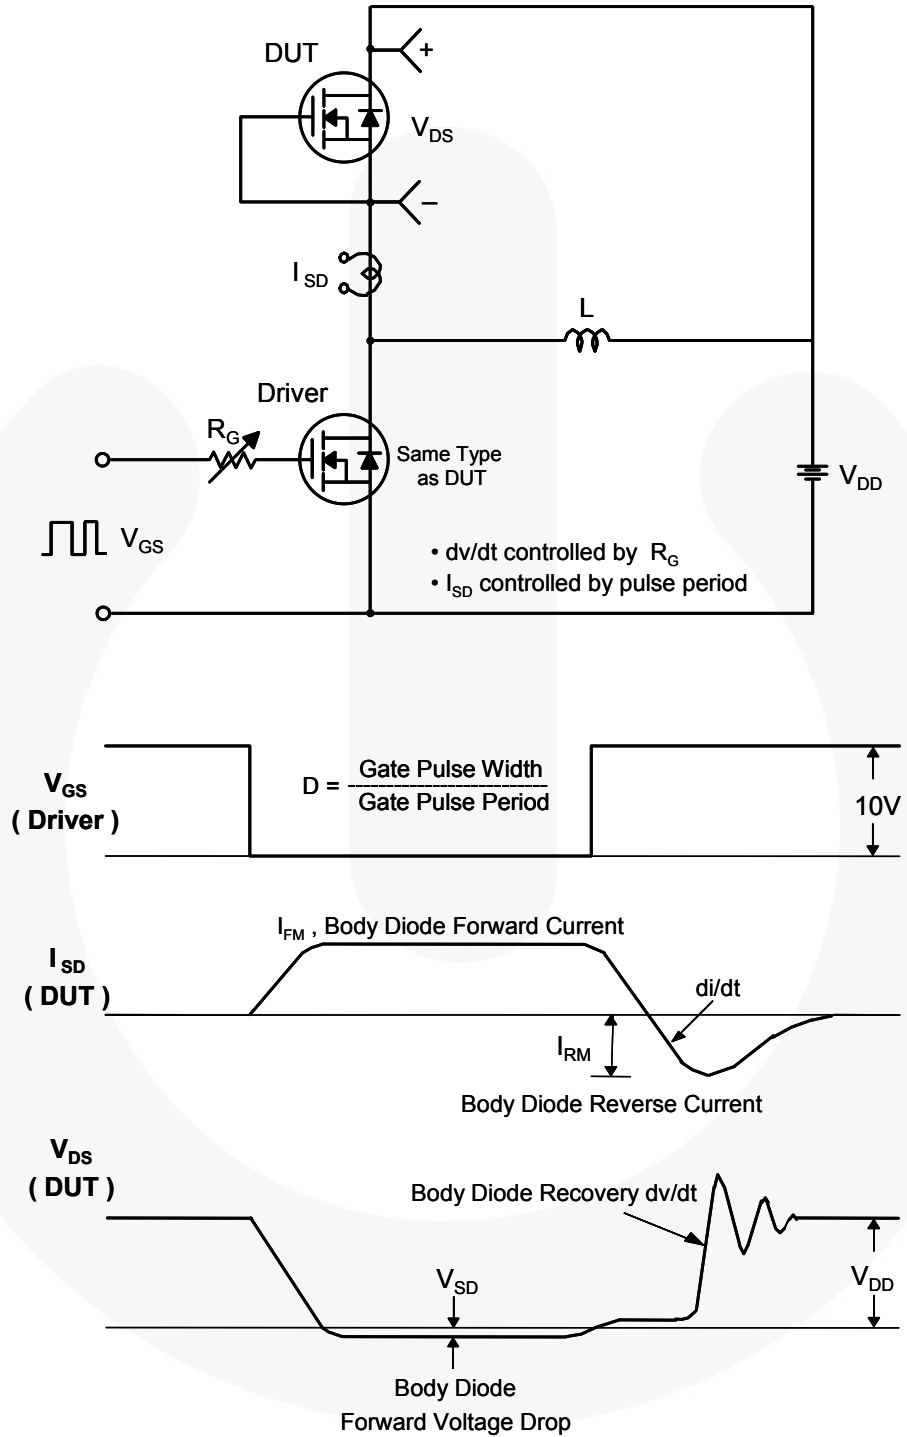 DUT
+
V_DS
–
I_SD
L
Driver
R_G
Same Type
as DUT
V_DD
V_GS
• dv/dt controlled by R_G
• I_SD controlled by pulse period
V_GS
( Driver )
D = Gate Pulse Width
Gate Pulse Period
10V
I_FM , Body Diode Forward Current
I_SD
( DUT )
di/dt
I_RM
Body Diode Reverse Current
V_DS
( DUT )
Body Diode Recovery dv/dt
V_SD
V_DD
Body Diode
Forward Voltage Drop